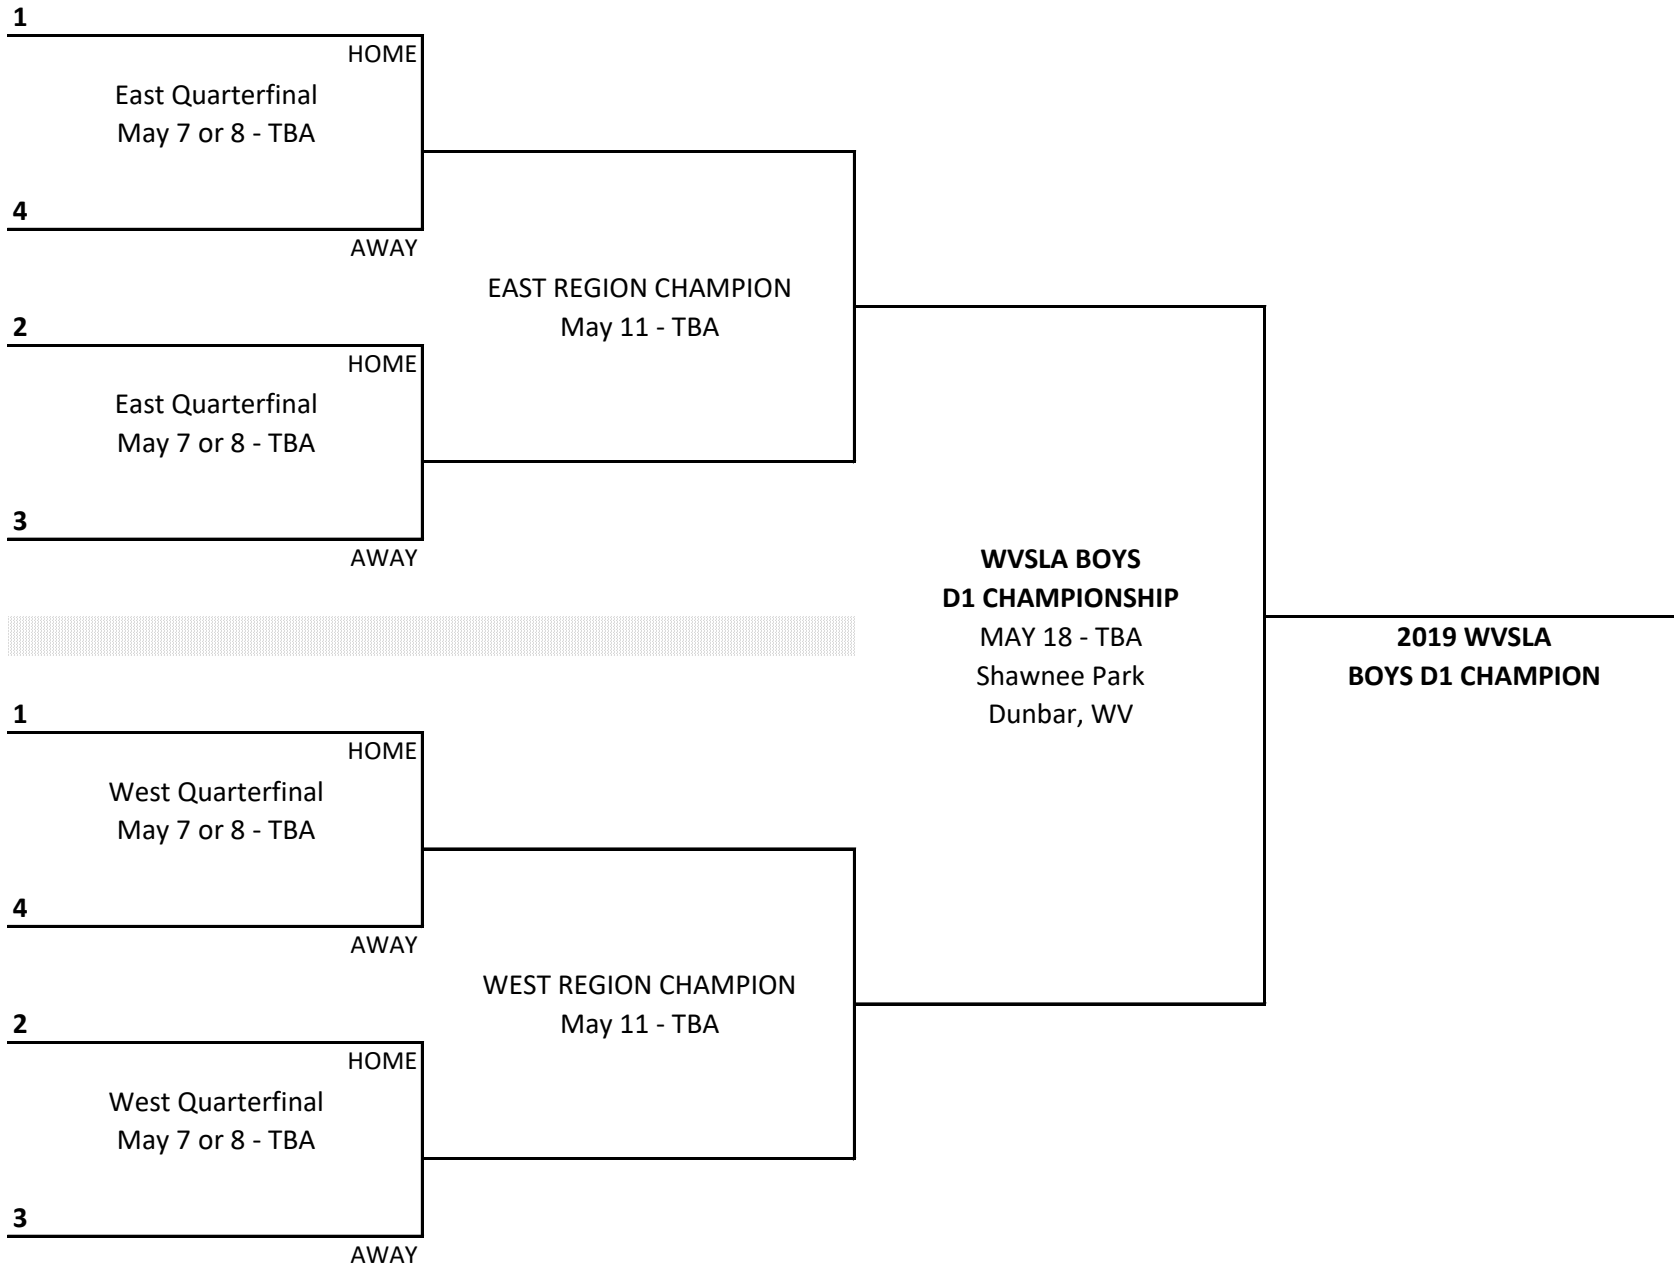 1
HOME
East Quarterfinal
May 7 or 8 - TBA
4
AWAY
EAST REGION CHAMPION
May 11 - TBA
2
HOME
East Quarterfinal
May 7 or 8 - TBA
3
AWAY
WVSLA BOYS
D1 CHAMPIONSHIP
MAY 18 - TBA
Shawnee Park
Dunbar, WV
2019 WVSLA
BOYS D1 CHAMPION
1
HOME
West Quarterfinal
May 7 or 8 - TBA
4
AWAY
WEST REGION CHAMPION
May 11 - TBA
2
HOME
West Quarterfinal
May 7 or 8 - TBA
3
AWAY